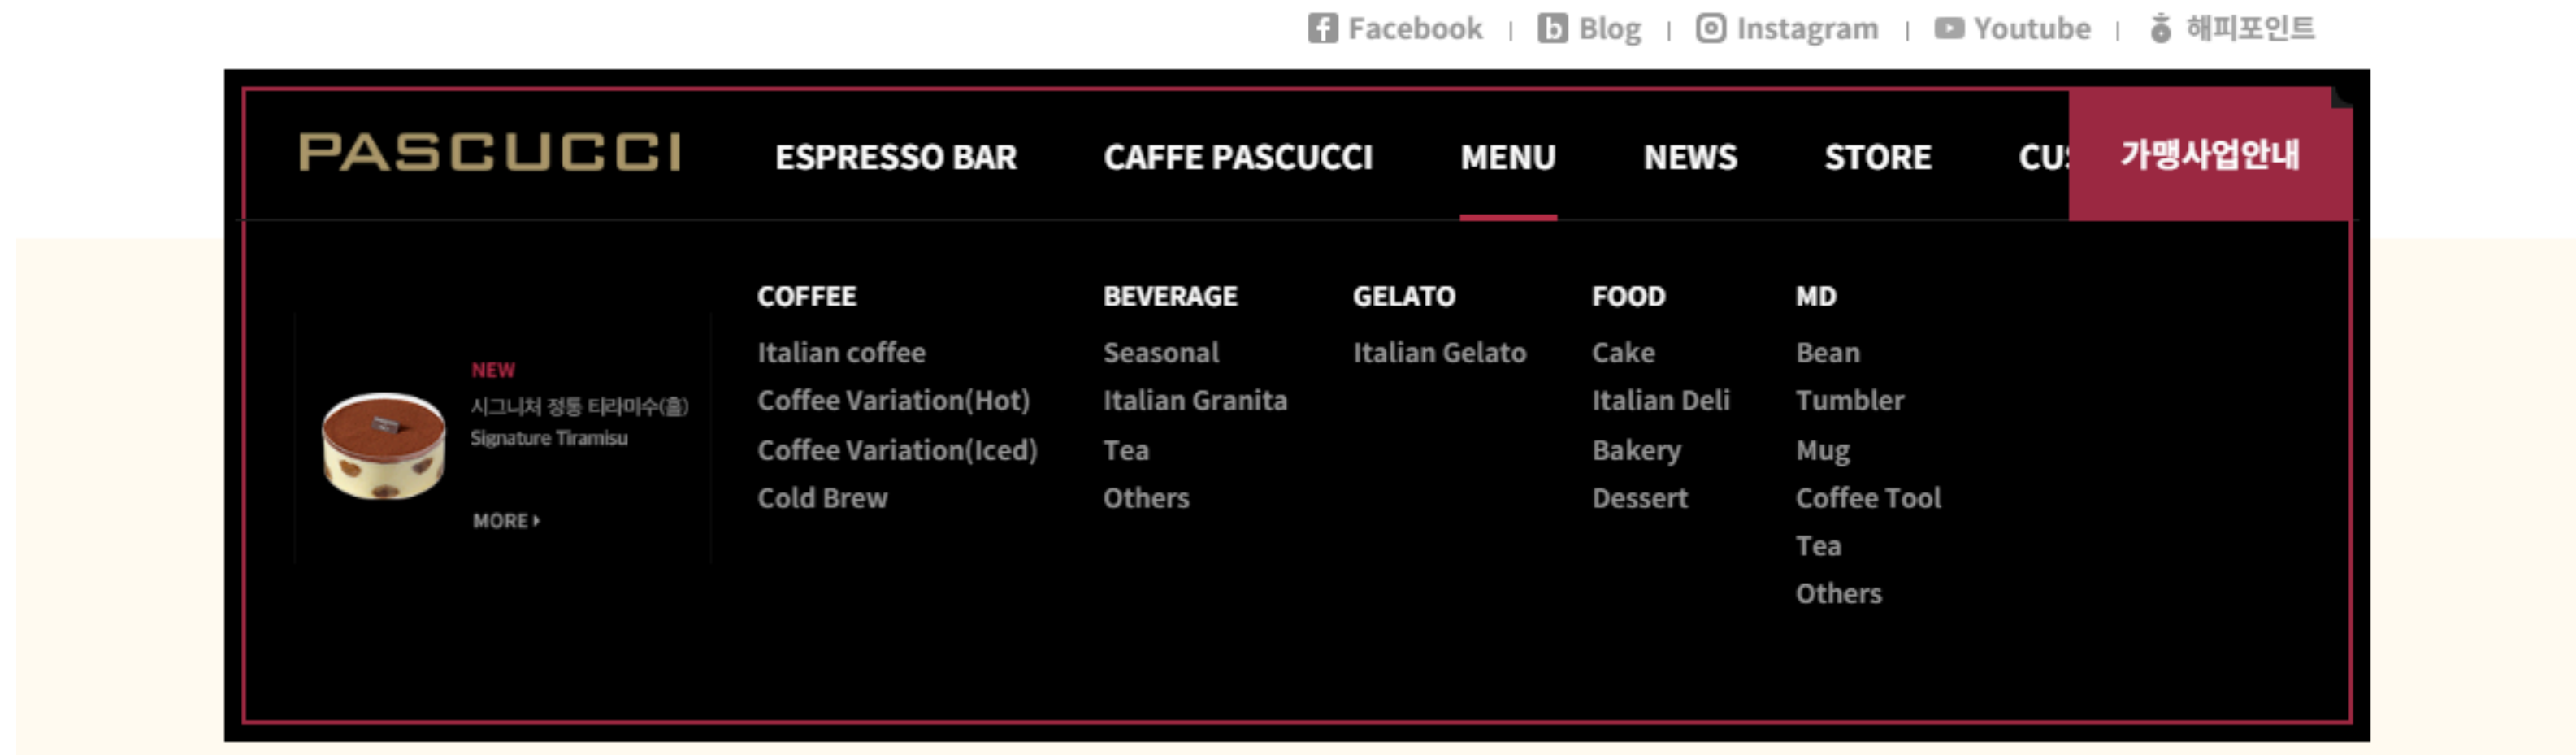 Facebook | Blog | Instagram | Youtube | 해피포인트
PASCUCCI ESPRESSO BAR CAFFE PASCUCCI MENU NEWS STORE CUS 가맹사업안내
NEW
시그니처 정통 티라미수(홀)
Signature Tiramisu
MORE
COFFEE
Italian coffee
Coffee Variation(Hot)
Coffee Variation(Iced)
Cold Brew
BEVERAGE
Seasonal
Italian Granita
Tea
Others
GELATO
Italian Gelato
FOOD
Cake
Italian Deli
Bakery
Dessert
MD
Bean
Tumbler
Mug
Coffee Tool
Tea
Others